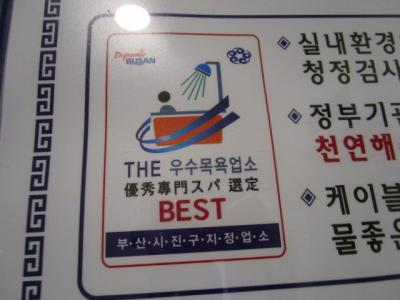 Dynamic
BUSAN
THE 우수목욕업소
優秀專門スパ 選定
BEST
부·산·시·진·구·지·정·업·소
◈ 실내환경
청정검사
◈ 정부기관
천연해
◈ 케이블
물좋은